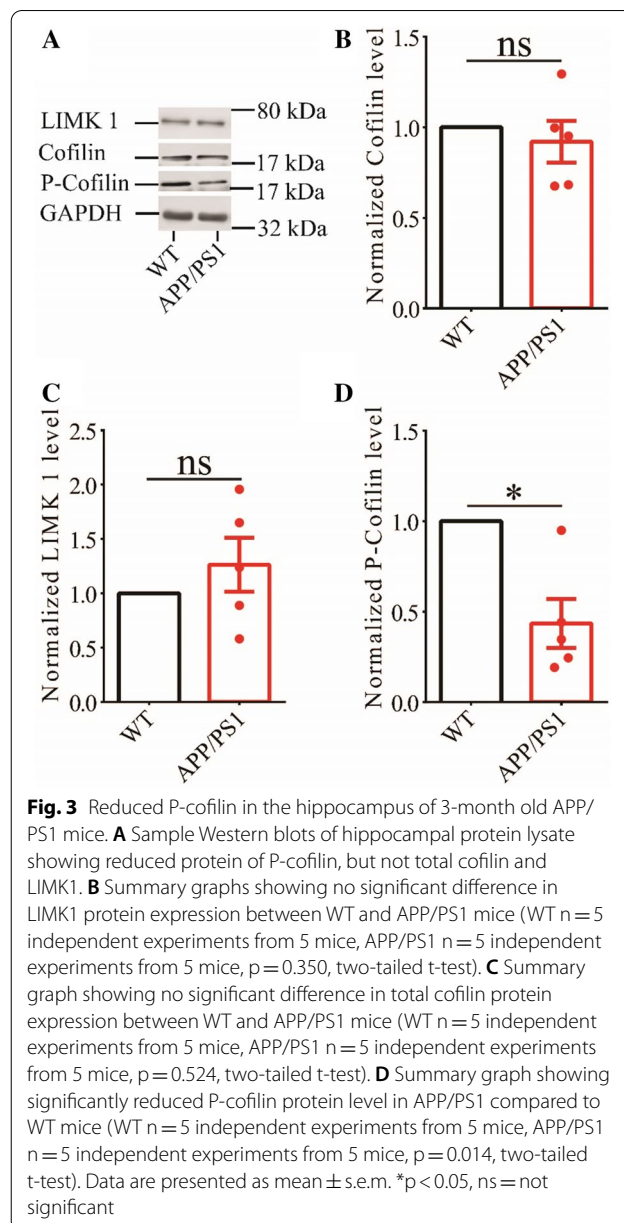 A
LIMK 1
80 kDa
Cofilin
17 kDa
P-Cofilin
17 kDa
GAPDH
32 kDa
WT
APP/PS1
B
Normalized Cofilin level
1.5
1.0
0.5
0.0
ns
WT
APP/PS1
C
Normalized LIMK 1 level
2.5
2.0
1.5
1.0
0.5
0.0
ns
WT
APP/PS1
D
Normalized P-Cofilin level
1.5
1.0
0.5
0.0
*
WT
APP/PS1
Fig. 3 Reduced P-cofilin in the hippocampus of 3-month old APP/
PS1 mice. A Sample Western blots of hippocampal protein lysate
showing reduced protein of P-cofilin, but not total cofilin and
LIMK1. B Summary graphs showing no significant difference in
LIMK1 protein expression between WT and APP/PS1 mice (WT n = 5
independent experiments from 5 mice, APP/PS1 n = 5 independent
experiments from 5 mice, p = 0.350, two-tailed t-test). C Summary
graph showing no significant difference in total cofilin protein
expression between WT and APP/PS1 mice (WT n = 5 independent
experiments from 5 mice, APP/PS1 n = 5 independent experiments
from 5 mice, p = 0.524, two-tailed t-test). D Summary graph showing
significantly reduced P-cofilin protein level in APP/PS1 compared to
WT mice (WT n = 5 independent experiments from 5 mice, APP/PS1
n = 5 independent experiments from 5 mice, p = 0.014, two-tailed
t-test). Data are presented as mean ± s.e.m. *p < 0.05, ns = not
significant